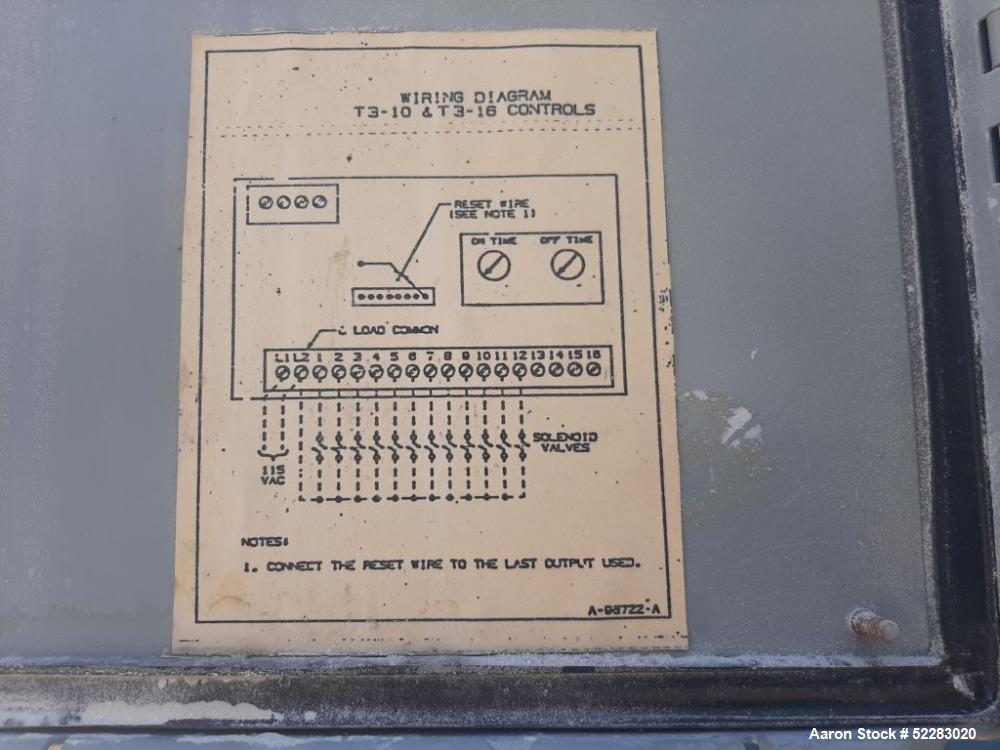 WIRING DIAGRAM
T3-10 & T3-16 CONTROLS
RESET WIRE
(SEE NOTE 1)
ON TIME OFF TIME
LOAD COMMON
L1 L2 1 2 3 4 5 6 7 8 9 10 11 12 13 14 15 16
SOLENOID
VALVES
115
VAC
NOTES:
1. CONNECT THE RESET WIRE TO THE LAST OUTPUT USED.
A-98722-A
Aaron Stock # 52283020